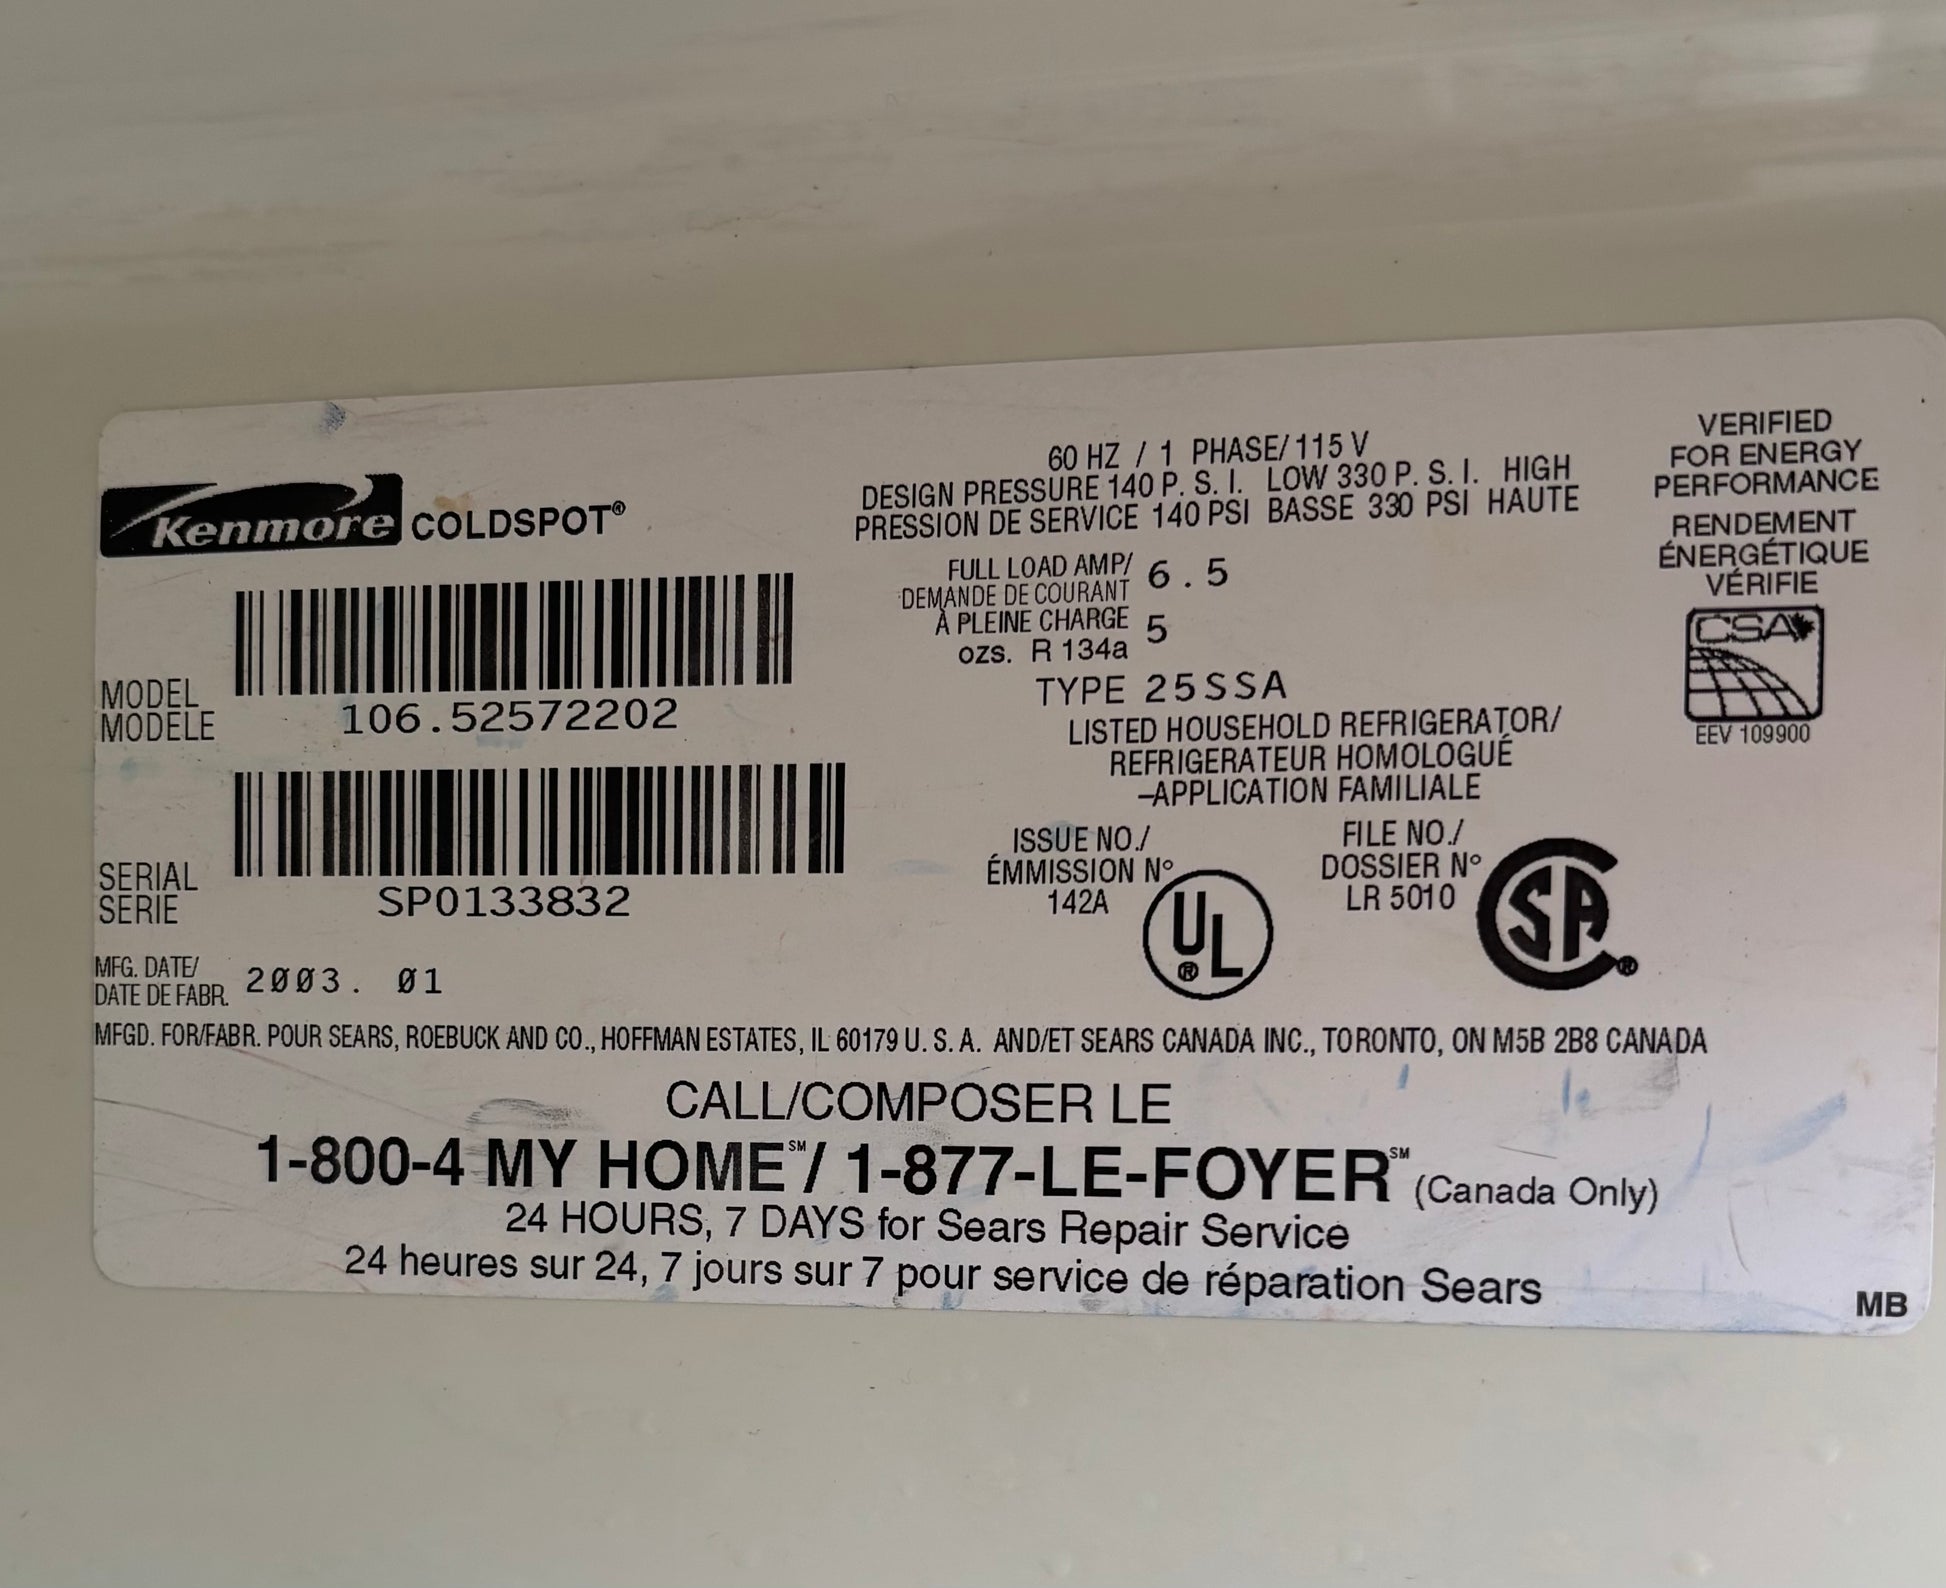 Kenmore COLDSPOT®
MODEL
MODÈLE
106.52572202
SERIAL
SERIE
SP0133832
MFG. DATE/
DATE DE FABR.
2003. 01
60 HZ / 1 PHASE/115 V
DESIGN PRESSURE 140 P. S. I. LOW 330 P. S. I. HIGH
PRESSION DE SERVICE 140 PSI BASSE 330 PSI HAUTE
FULL LOAD AMP/
DEMANDE DE COURANT
À PLEINE CHARGE
6.5
ozs. R 134a
5
TYPE 25SSA
LISTED HOUSEHOLD REFRIGERATOR/
REFRIGERATEUR HOMOLOGUÉ
–APPLICATION FAMILIALE
ISSUE NO./
ÉMMISSION N°
142A
UL®
FILE NO./
DOSSIER N°
LR 5010
CSA®
VERIFIED
FOR ENERGY
PERFORMANCE
RENDEMENT
ÉNERGÉTIQUE
VÉRIFIE
CSA
EEV 109900
MFGD. FOR/FABR. POUR SEARS, ROEBUCK AND CO., HOFFMAN ESTATES, IL 60179 U. S. A. AND/ET SEARS CANADA INC., TORONTO, ON M5B 2B8 CANADA
CALL/COMPOSER LE
1-800-4 MY HOME℠/ 1-877-LE-FOYER℠ (Canada Only)
24 HOURS, 7 DAYS for Sears Repair Service
24 heures sur 24, 7 jours sur 7 pour service de réparation Sears
MB